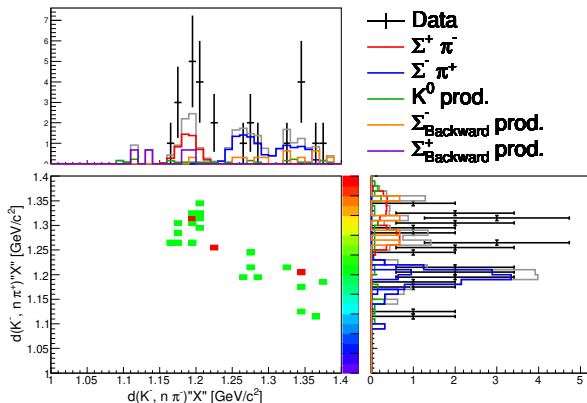 7
6
5
4
3
2
1
0
Data
Σ⁺ π⁻
Σ⁻ π⁺
K⁰ prod.
Σ⁻Backward prod.
Σ⁺Backward prod.
d(K⁻, n π⁺)"X" [GeV/c²]
1.4
1.35
1.3
1.25
1.2
1.15
1.1
1.05
1
1 1.05 1.1 1.15 1.2 1.25 1.3 1.35 1.4
d(K⁻, n π⁻)"X" [GeV/c²]
0 1 2 3 4 5